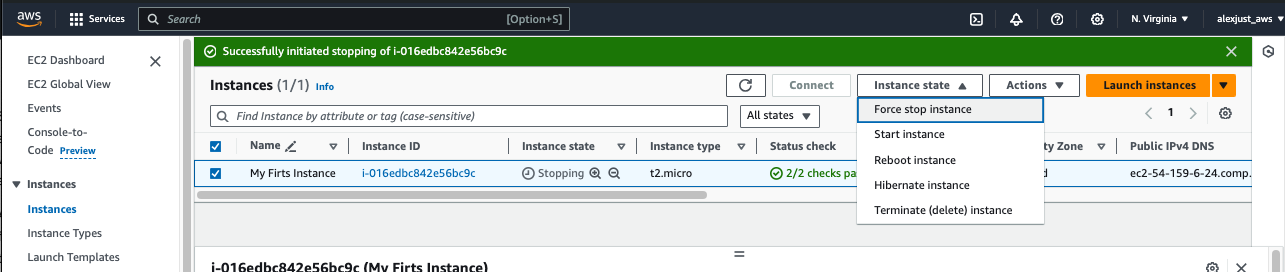 aws Services Search [Option+S] N. Virginia alexjust_aws
Successfully initiated stopping of i-016edbc842e56bc9c
EC2 Dashboard
EC2 Global View
Events
Console-to-
Code Preview
Instances
Instances
Instance Types
Launch Templates
Instances (1/1) Info
Connect Instance state Actions Launch instances
Find Instance by attribute or tag (case-sensitive) All states
1
Force stop instance
Start instance
Reboot instance
Hibernate instance
Terminate (delete) instance
Name Instance ID Instance state Instance type Status check ty Zone Public IPv4 DNS
My Firts Instance i-016edbc842e56bc9c Stopping t2.micro 2/2 checks pa d ec2-54-159-6-24.comp...
i-016edbc842e56bc9c (My Firts Instance)